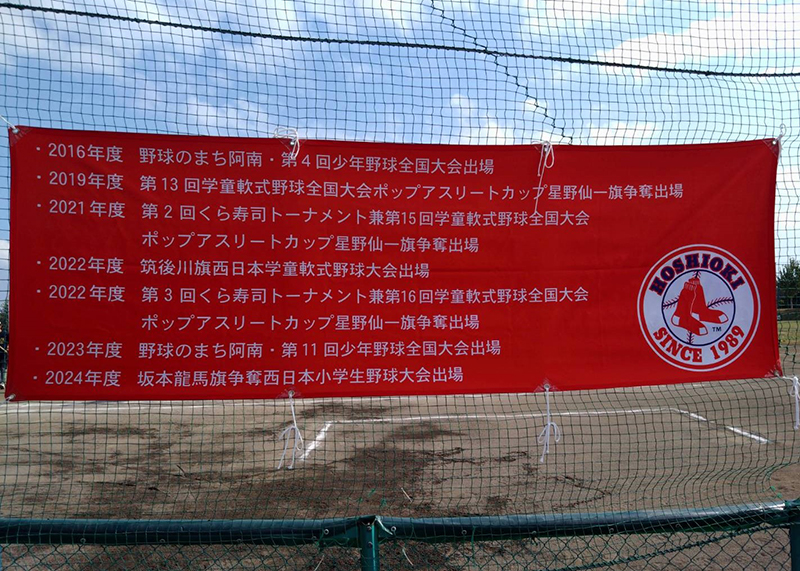 ・2016年度 野球のまち阿南・第4回少年野球全国大会出場
・2019年度 第13回学童軟式野球全国大会ポップアスリートカップ星野仙一旗争奪出場
・2021年度 第2回くら寿司トーナメント兼第15回学童軟式野球全国大会
ポップアスリートカップ星野仙一旗争奪出場
・2022年度 筑後川旗西日本学童軟式野球大会出場
・2022年度 第3回くら寿司トーナメント兼第16回学童軟式野球全国大会
ポップアスリートカップ星野仙一旗争奪出場
・2023年度 野球のまち阿南・第11回少年野球全国大会出場
・2024年度 坂本龍馬旗争奪西日本小学生野球大会出場
HOSHIOKI
TM
SINCE 1989